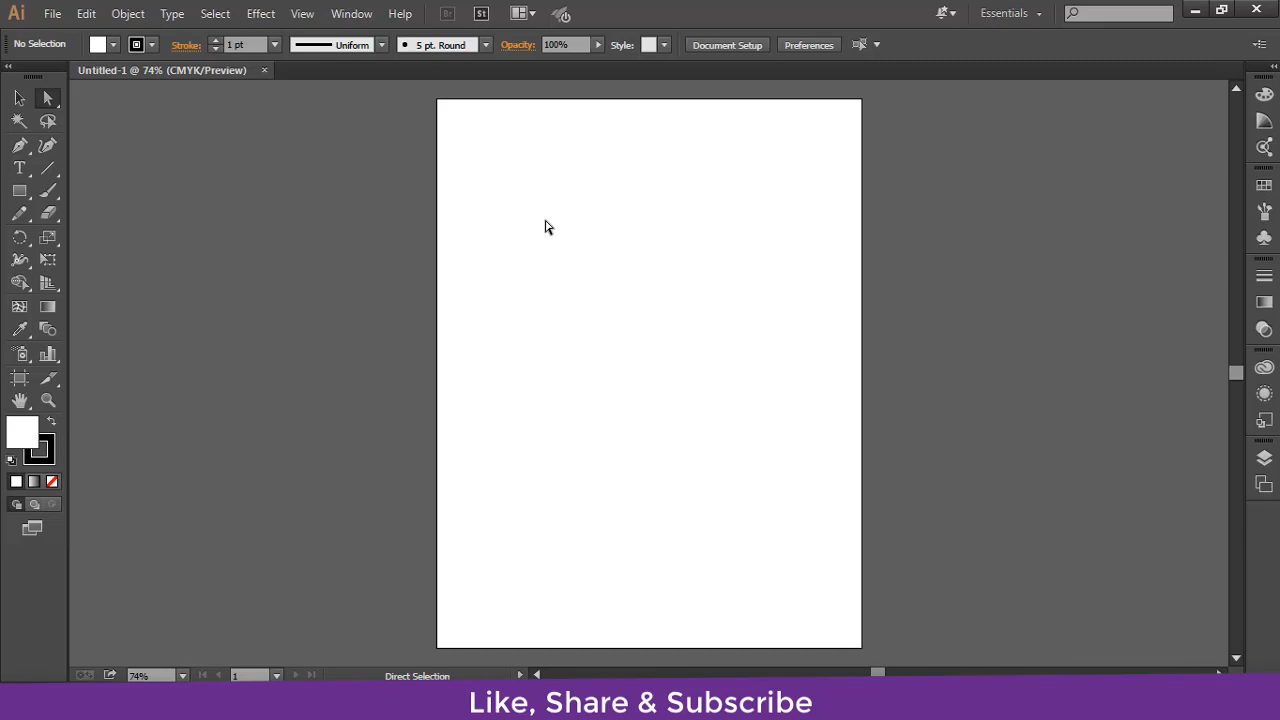 Ai File Edit Object Type Select Effect View Window Help Br St Essentials
No Selection Stroke: 1 pt Uniform 5 pt. Round Opacity: 100% Style: Document Setup Preferences
Untitled-1 @ 74% (CMYK/Preview)
74% 1 Direct Selection
Like, Share & Subscribe